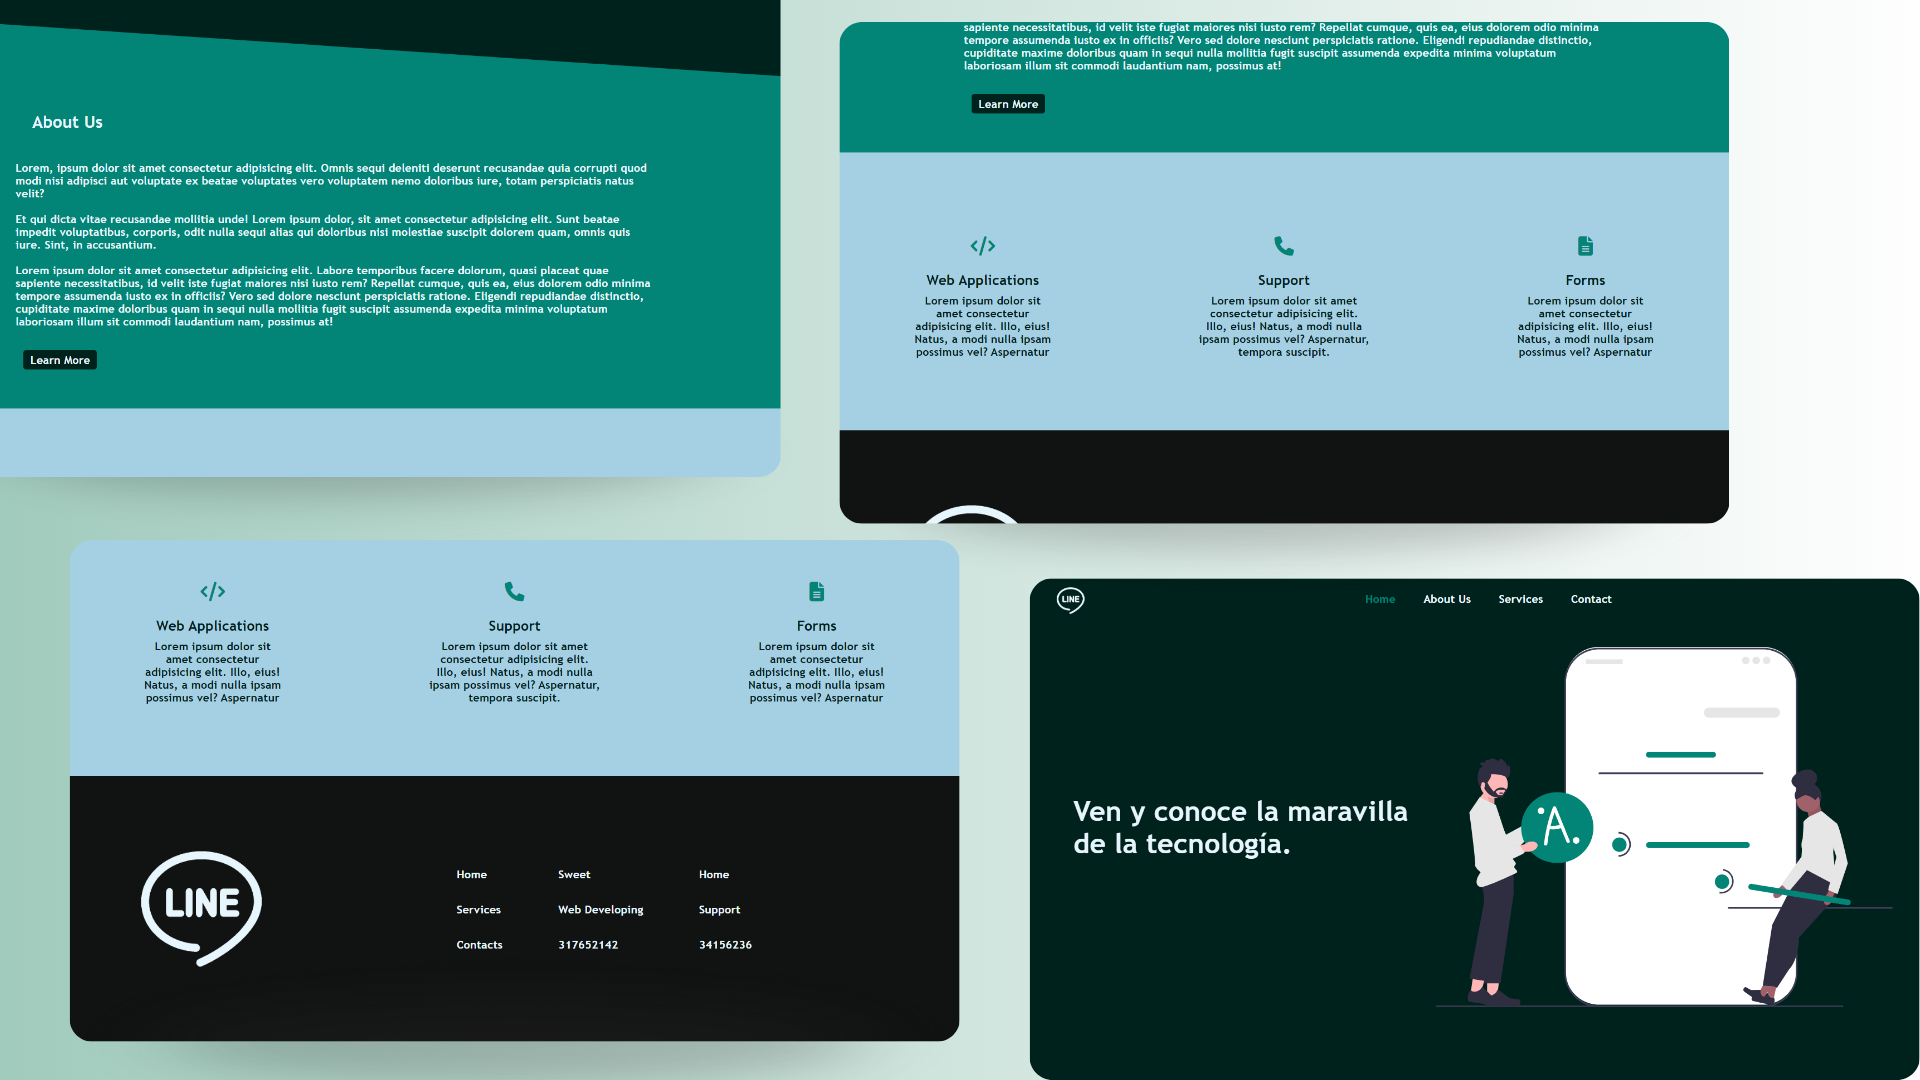 About Us
Lorem, ipsum dolor sit amet consectetur adipisicing elit. Omnis sequi deleniti deserunt recusandae quia corrupti quod
modi nisi adipisci aut voluptate ex beatae voluptates vero voluptatem nemo doloribus iure, totam perspiciatis natus
velit?
Et qui dicta vitae recusandae mollitia unde! Lorem ipsum dolor, sit amet consectetur adipisicing elit. Sunt beatae
impedit voluptatibus, corporis, odit nulla sequi alias qui doloribus nisi molestiae suscipit dolorem quam, omnis quis
iure. Sint, in accusantium.
Lorem ipsum dolor sit amet consectetur adipisicing elit. Labore temporibus facere dolorum, quasi placeat quae
sapiente necessitatibus, id velit iste fugiat maiores nisi iusto rem? Repellat cumque, quis ea, eius dolorem odio minima
tempore assumenda iusto ex in officiis? Vero sed dolore nesciunt perspiciatis ratione. Eligendi repudiandae distinctio,
cupiditate maxime doloribus quam in sequi nulla mollitia fugit suscipit assumenda expedita minima voluptatum
laboriosam illum sit commodi laudantium nam, possimus at!
Learn More
sapiente necessitatibus, id velit iste fugiat maiores nisi iusto rem? Repellat cumque, quis ea, eius dolorem odio minima
tempore assumenda iusto ex in officiis? Vero sed dolore nesciunt perspiciatis ratione. Eligendi repudiandae distinctio,
cupiditate maxime doloribus quam in sequi nulla mollitia fugit suscipit assumenda expedita minima voluptatum
laboriosam illum sit commodi laudantium nam, possimus at!
Learn More
Web Applications
Lorem ipsum dolor sit
amet consectetur
adipisicing elit. Illo, eius!
Natus, a modi nulla ipsam
possimus vel? Aspernatur
Support
Lorem ipsum dolor sit amet
consectetur adipisicing elit.
Illo, eius! Natus, a modi nulla
ipsam possimus vel? Aspernatur,
tempora suscipit.
Forms
Lorem ipsum dolor sit
amet consectetur
adipisicing elit. Illo, eius!
Natus, a modi nulla ipsam
possimus vel? Aspernatur
Web Applications
Lorem ipsum dolor sit
amet consectetur
adipisicing elit. Illo, eius!
Natus, a modi nulla ipsam
possimus vel? Aspernatur
Support
Lorem ipsum dolor sit amet
consectetur adipisicing elit.
Illo, eius! Natus, a modi nulla
ipsam possimus vel? Aspernatur,
tempora suscipit.
Forms
Lorem ipsum dolor sit
amet consectetur
adipisicing elit. Illo, eius!
Natus, a modi nulla ipsam
possimus vel? Aspernatur
LINE
Home Sweet Home
Services Web Developing Support
Contacts 317652142 34156236
LINE
Home About Us Services Contact
Ven y conoce la maravilla
de la tecnología.
A